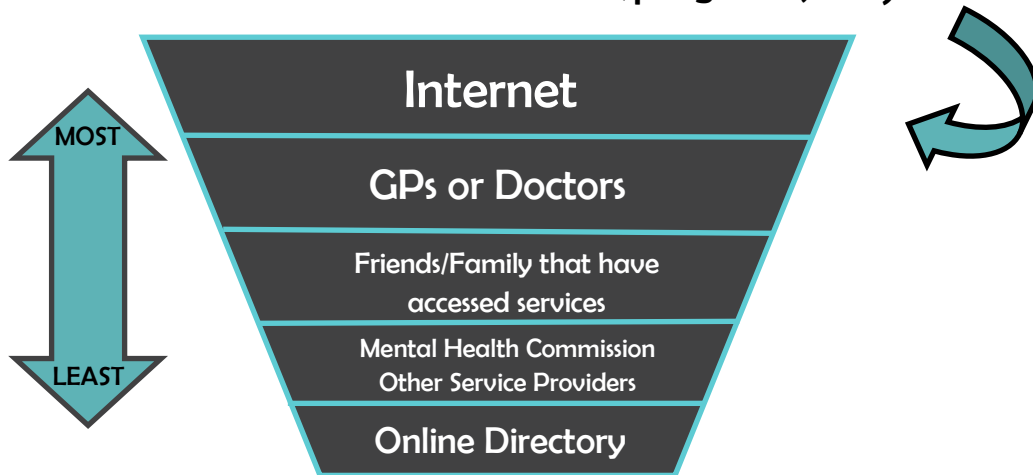 Internet
MOST
GPs or Doctors
Friends/Family that have
accessed services
Mental Health Commission
LEAST
Other Service Providers
Online Directory